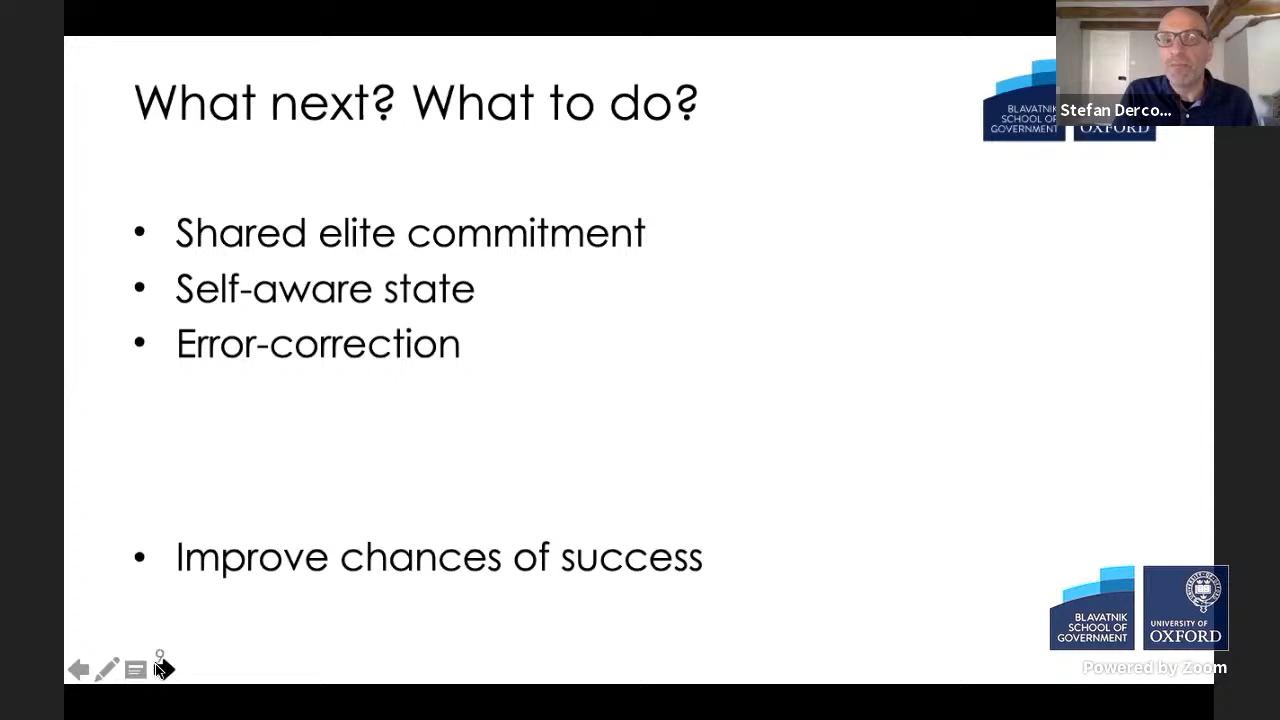 What next? What to do?
BLAVATNIK
SCHOOL OF
GOVERNMENT
OXFORD
Stefan Derco...
• Shared elite commitment
• Self-aware state
• Error-correction
• Improve chances of success
BLAVATNIK
SCHOOL OF
GOVERNMENT
UNIVERSITY OF
OXFORD
Powered by Zoom